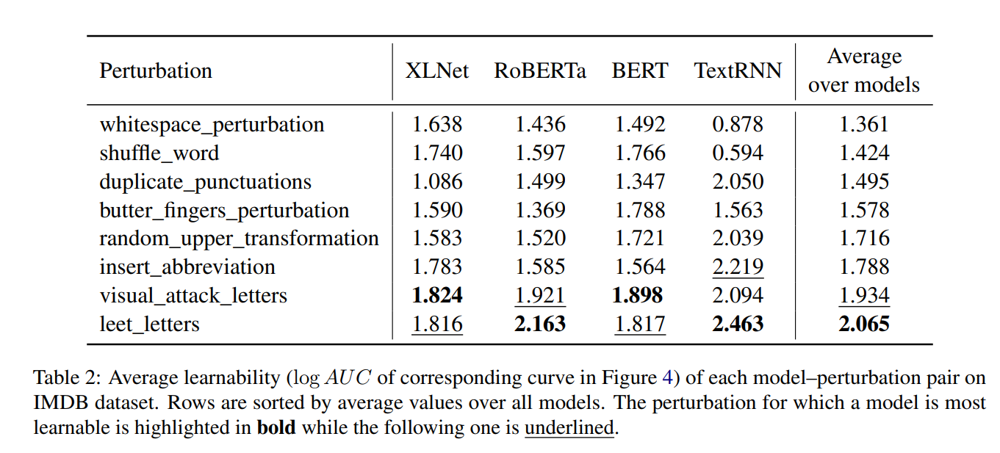 Perturbation XLNet RoBERTa BERT TextRNN Average over models
whitespace_perturbation 1.638 1.436 1.492 0.878 1.361
shuffle_word 1.740 1.597 1.766 0.594 1.424
duplicate_punctuations 1.086 1.499 1.347 2.050 1.495
butter_fingers_perturbation 1.590 1.369 1.788 1.563 1.578
random_upper_transformation 1.583 1.520 1.721 2.039 1.716
insert_abbreviation 1.783 1.585 1.564 2.219 1.788
visual_attack_letters 1.824 1.921 1.898 2.094 1.934
leet_letters 1.816 2.163 1.817 2.463 2.065
Table 2: Average learnability (log AUC of corresponding curve in Figure 4) of each model–perturbation pair on
IMDB dataset. Rows are sorted by average values over all models. The perturbation for which a model is most
learnable is highlighted in bold while the following one is underlined.